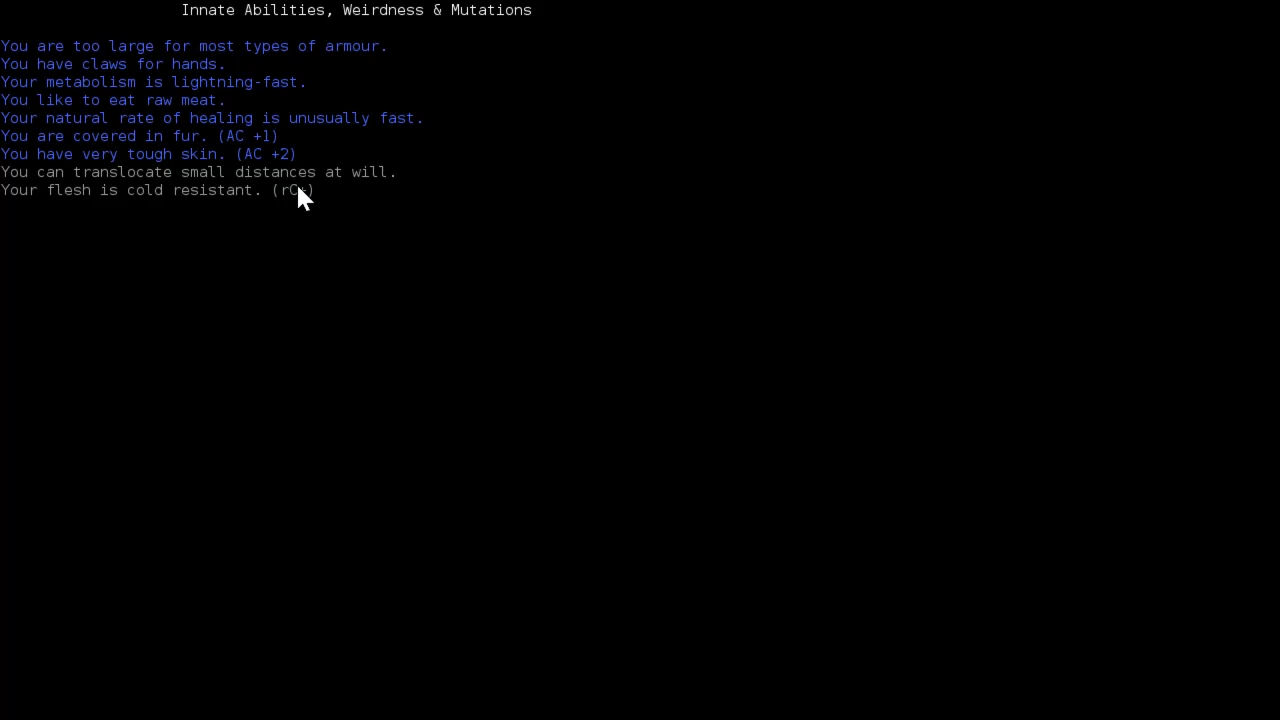 Innate Abilities, Weirdness & Mutations
You are too large for most types of armour.
You have claws for hands.
Your metabolism is lightning-fast.
You like to eat raw meat.
Your natural rate of healing is unusually fast.
You are covered in fur. (AC +1)
You have very tough skin. (AC +2)
You can translocate small distances at will.
Your flesh is cold resistant. (rC+)